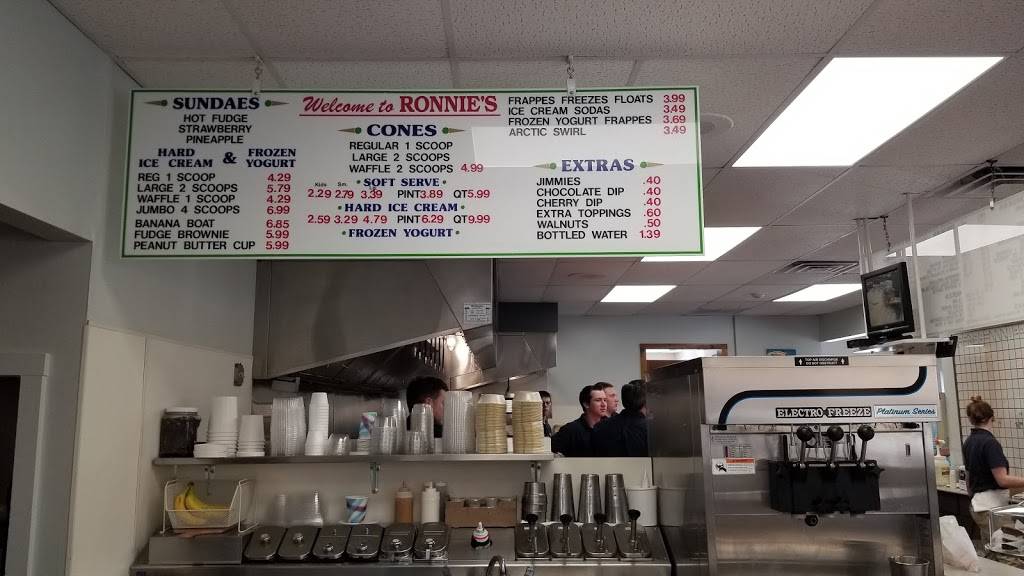 SUNDAES
HOT FUDGE
STRAWBERRY
PINEAPPLE
HARD ICE CREAM & FROZEN YOGURT
REG 1 SCOOP 4.29
LARGE 2 SCOOPS 5.79
WAFFLE 1 SCOOP 4.29
JUMBO 4 SCOOPS 6.99
BANANA BOAT 6.85
FUDGE BROWNIE 5.99
PEANUT BUTTER CUP 5.99
Welcome to RONNIE'S
CONES
REGULAR 1 SCOOP
LARGE 2 SCOOPS
WAFFLE 2 SCOOPS 4.99
SOFT SERVE
Kids Sm.
2.29 2.79 3.39 PINT 3.89 QT 5.99
HARD ICE CREAM
2.59 3.29 4.79 PINT 6.29 QT 9.99
FROZEN YOGURT
FRAPPES FREEZES FLOATS 3.99
ICE CREAM SODAS 3.49
FROZEN YOGURT FRAPPES 3.69
ARCTIC SWIRL 3.49
EXTRAS
JIMMIES .40
CHOCOLATE DIP .40
CHERRY DIP .40
EXTRA TOPPINGS .60
WALNUTS .50
BOTTLED WATER 1.39
TOP AIR DISCHARGE
DO NOT OBSTRUCT
ELECTRO FREEZE Platinum Series